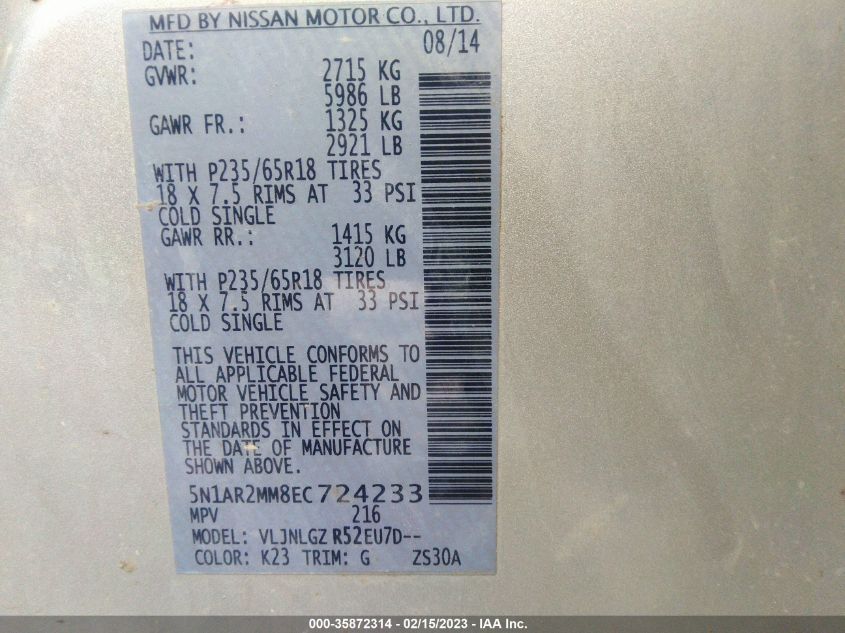 MFD BY NISSAN MOTOR CO., LTD.
DATE: 08/14
GVWR: 2715 KG
5986 LB
GAWR FR.: 1325 KG
2921 LB
WITH P235/65R18 TIRES
18 X 7.5 RIMS AT 33 PSI
COLD SINGLE
GAWR RR.: 1415 KG
3120 LB
WITH P235/65R18 TIRES
18 X 7.5 RIMS AT 33 PSI
COLD SINGLE
THIS VEHICLE CONFORMS TO
ALL APPLICABLE FEDERAL
MOTOR VEHICLE SAFETY AND
THEFT PREVENTION
STANDARDS IN EFFECT ON
THE DATE OF MANUFACTURE
SHOWN ABOVE.
5N1AR2MM8EC724233
MPV 216
MODEL: VLJNLGZ R52EU7D--
COLOR: K23 TRIM: G ZS30A
000-35872314 - 02/15/2023 - IAA Inc.